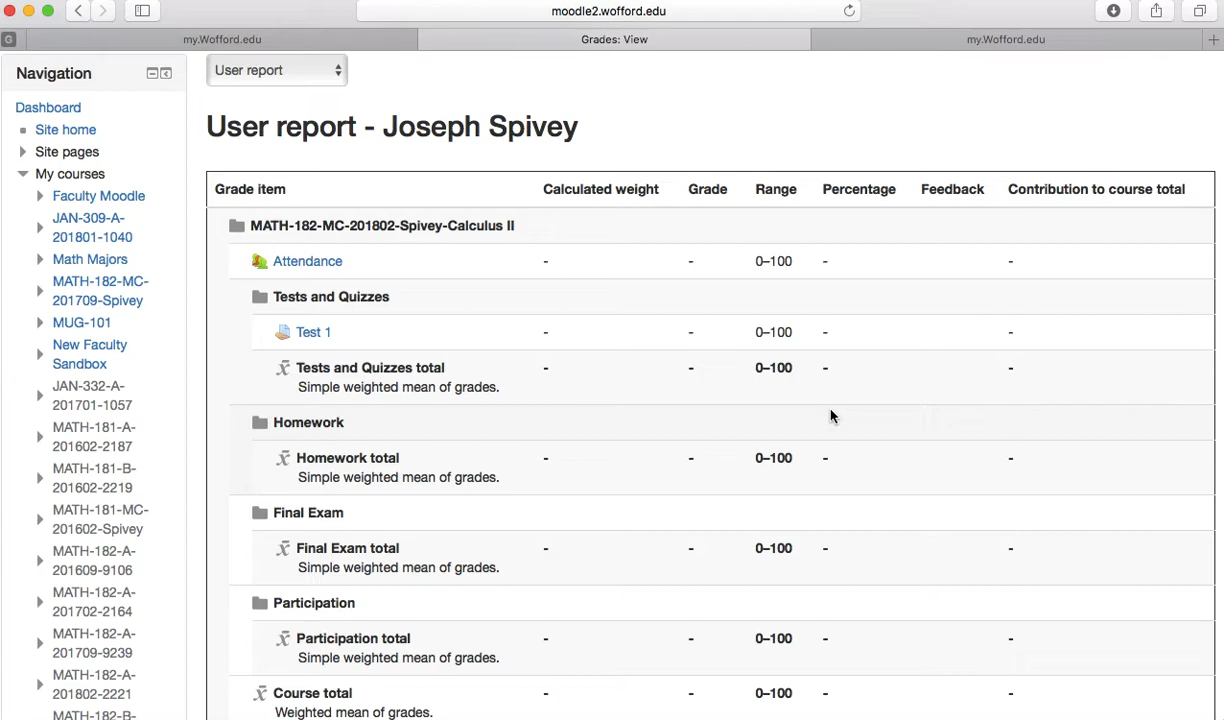 moodle2.wofford.edu
G
my.Wofford.edu
Grades: View
my.Wofford.edu
+
Navigation
Dashboard
Site home
Site pages
My courses
Faculty Moodle
JAN-309-A-
201801-1040
Math Majors
MATH-182-MC-
201709-Spivey
MUG-101
New Faculty
Sandbox
JAN-332-A-
201701-1057
MATH-181-A-
201602-2187
MATH-181-B-
201602-2219
MATH-181-MC-
201602-Spivey
MATH-182-A-
201609-9106
MATH-182-A-
201702-2164
MATH-182-A-
201709-9239
MATH-182-A-
201802-2221
MATH-182-B-
User report
User report - Joseph Spivey
Grade item Calculated weight Grade Range Percentage Feedback Contribution to course total
MATH-182-MC-201802-Spivey-Calculus II
Attendance - - 0–100 - -
Tests and Quizzes
Test 1 - - 0–100 - -
x̄ Tests and Quizzes total - - 0–100 - -
Simple weighted mean of grades.
Homework
x̄ Homework total - - 0–100 - -
Simple weighted mean of grades.
Final Exam
x̄ Final Exam total - - 0–100 - -
Simple weighted mean of grades.
Participation
x̄ Participation total - - 0–100 - -
Simple weighted mean of grades.
x̄ Course total - - 0–100 - -
Weighted mean of grades.